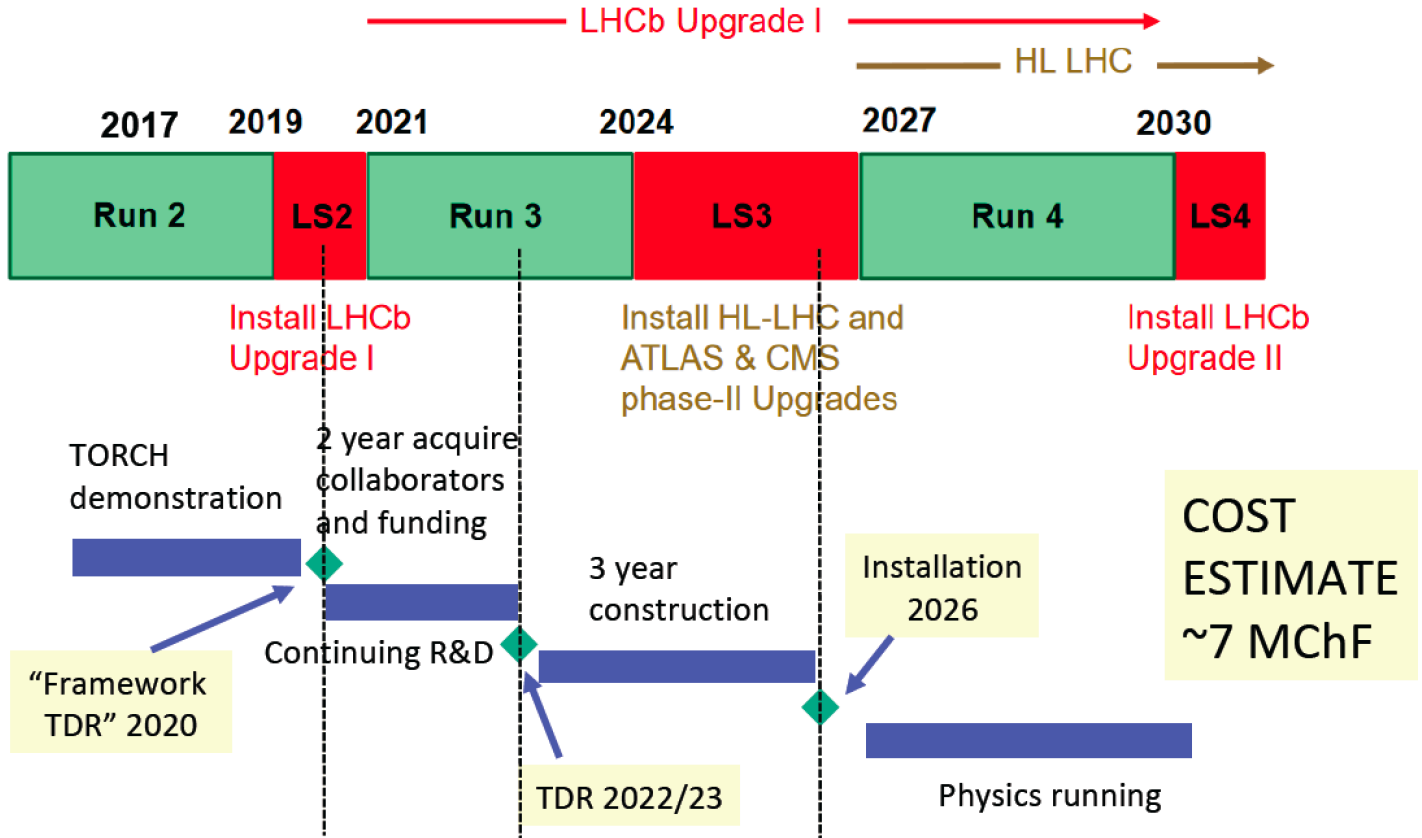 LHCb Upgrade I
HL LHC
2017
2019
2021
2024
2027
2030
Run 2
LS2
Run 3
LS3
Run 4
LS4
Install LHCb
Upgrade I
Install HL-LHC and
ATLAS & CMS
phase-II Upgrades
Install LHCb
Upgrade II
TORCH
demonstration
2 year acquire
collaborators
and funding
3 year
construction
Installation
2026
COST
ESTIMATE
~7 MChF
Continuing R&D
“Framework
TDR” 2020
TDR 2022/23
Physics running